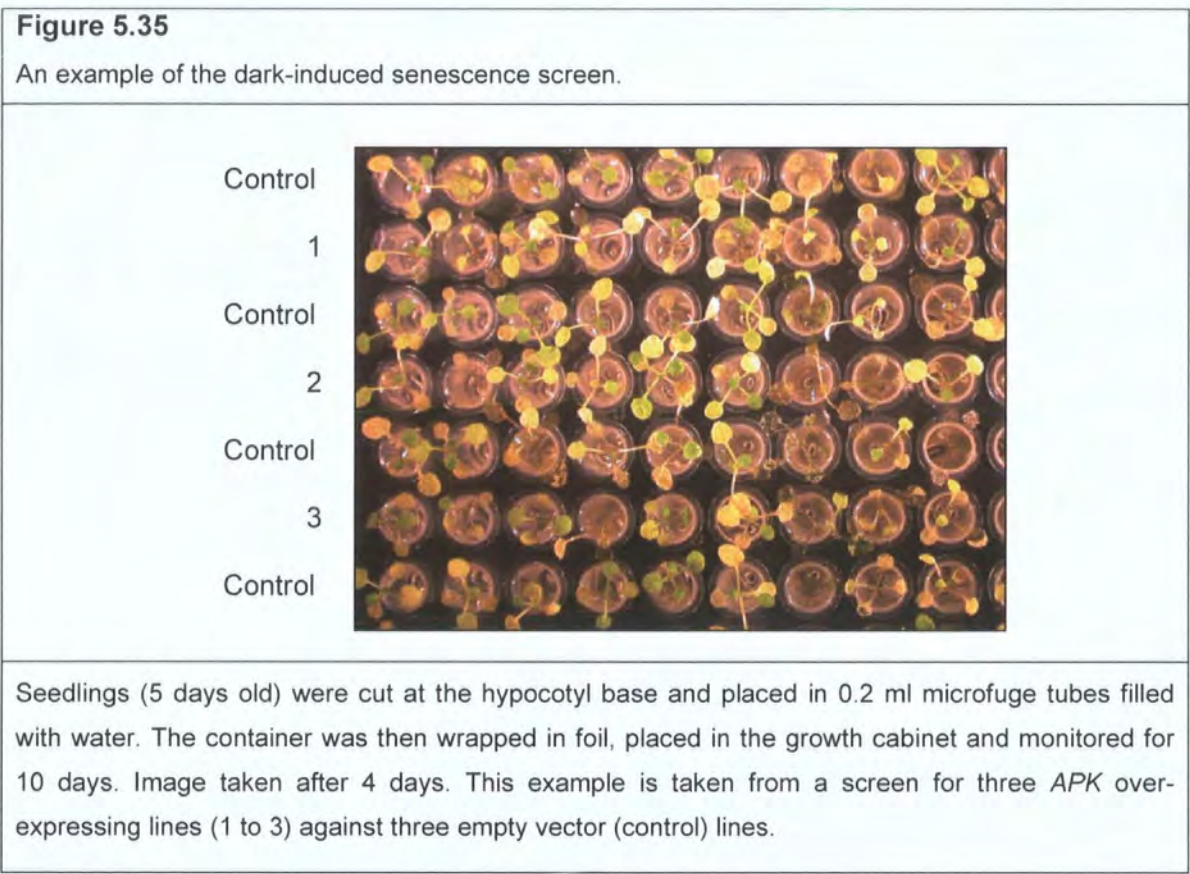 Figure 5.35
An example of the dark-induced senescence screen.
Control
1
Control
2
Control
3
Control
Seedlings (5 days old) were cut at the hypocotyl base and placed in 0.2 ml microfuge tubes filled
with water. The container was then wrapped in foil, placed in the growth cabinet and monitored for
10 days. Image taken after 4 days. This example is taken from a screen for three APK over-
expressing lines (1 to 3) against three empty vector (control) lines.